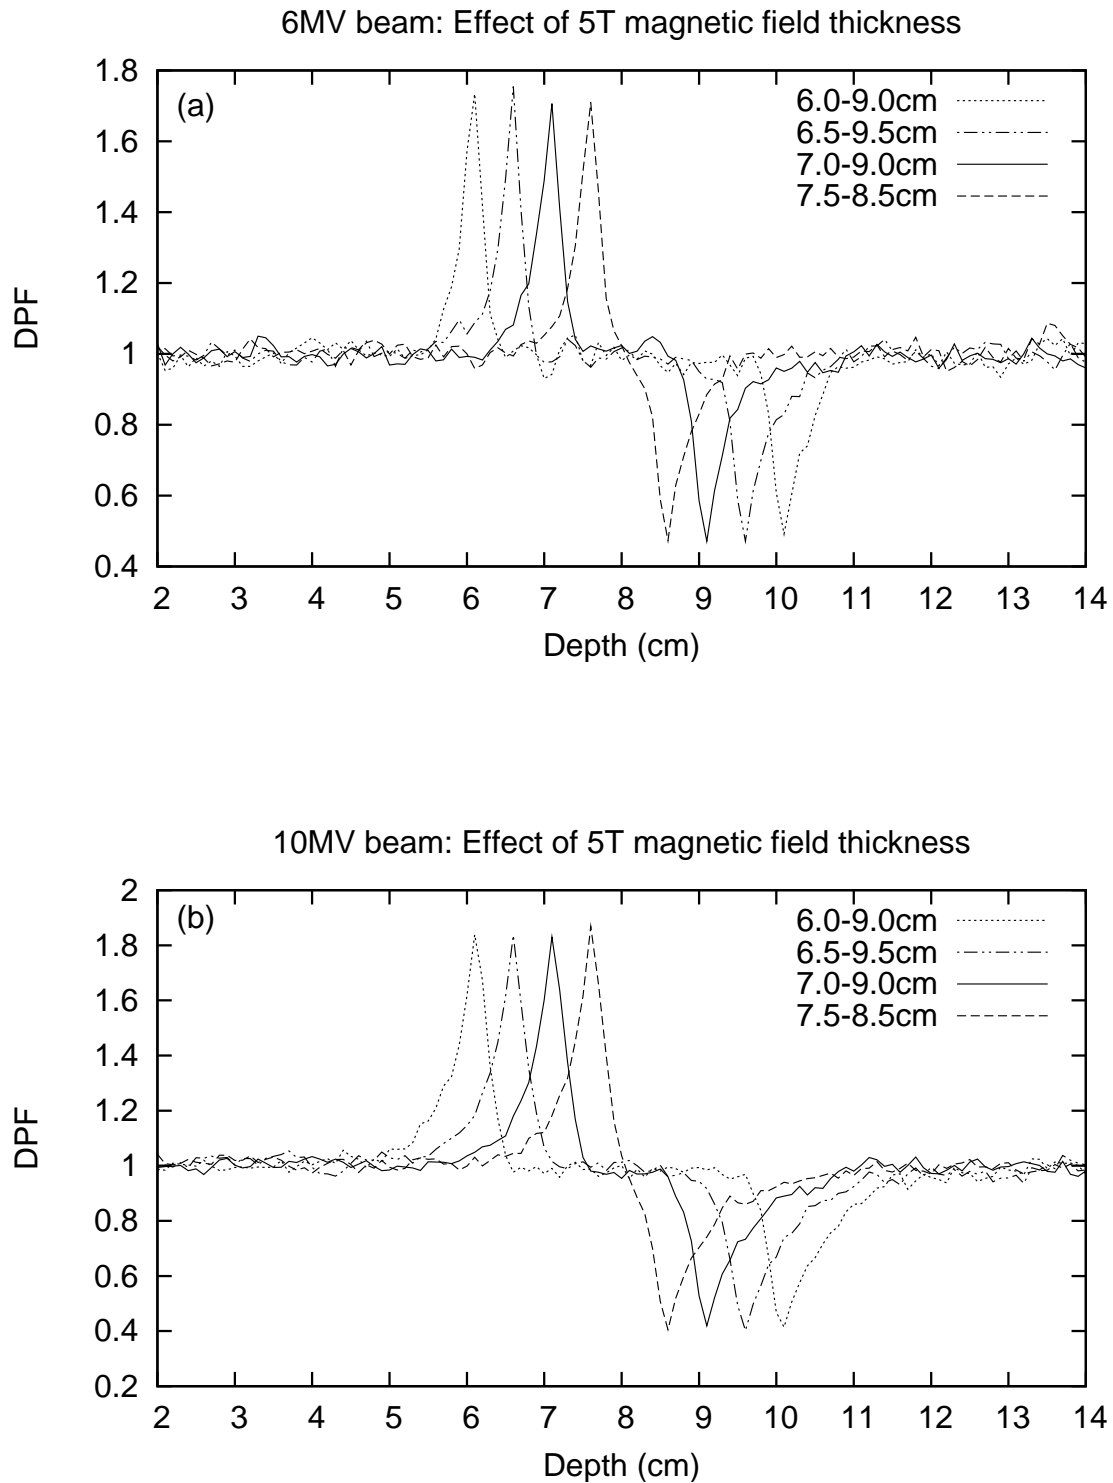 6MV beam: Effect of 5T magnetic field thickness
(a)
6.0-9.0cm
6.5-9.5cm
7.0-9.0cm
7.5-8.5cm
1.8
1.6
1.4
1.2
1
0.8
0.6
0.4
DPF
2 3 4 5 6 7 8 9 10 11 12 13 14
Depth (cm)
10MV beam: Effect of 5T magnetic field thickness
(b)
6.0-9.0cm
6.5-9.5cm
7.0-9.0cm
7.5-8.5cm
2
1.8
1.6
1.4
1.2
1
0.8
0.6
0.4
0.2
DPF
2 3 4 5 6 7 8 9 10 11 12 13 14
Depth (cm)